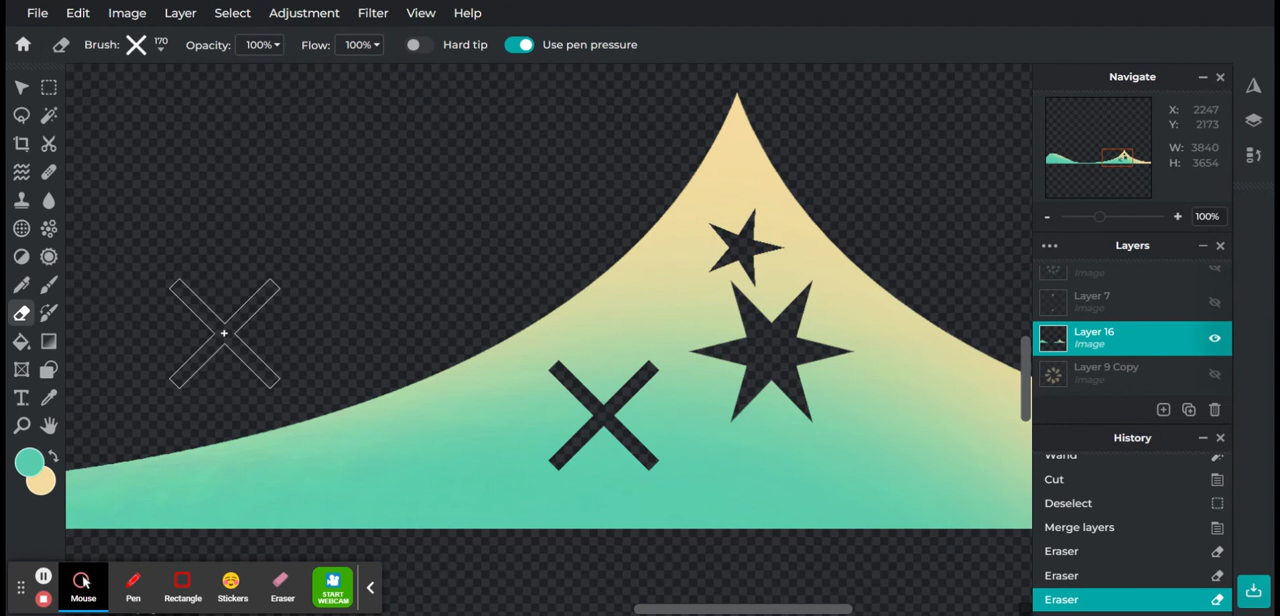 File Edit Image Layer Select Adjustment Filter View Help
Brush: 170 Opacity: 100% Flow: 100% Hard tip Use pen pressure
Navigate
X: 2247
Y: 2173
W: 3840
H: 3654
- + 100%
Layers
Image
Layer 7
Image
Layer 16
Image
Layer 9 Copy
Image
History
Wand
Cut
Deselect
Merge layers
Eraser
Eraser
Eraser
Mouse Pen Rectangle Stickers Eraser START
WEBCAM